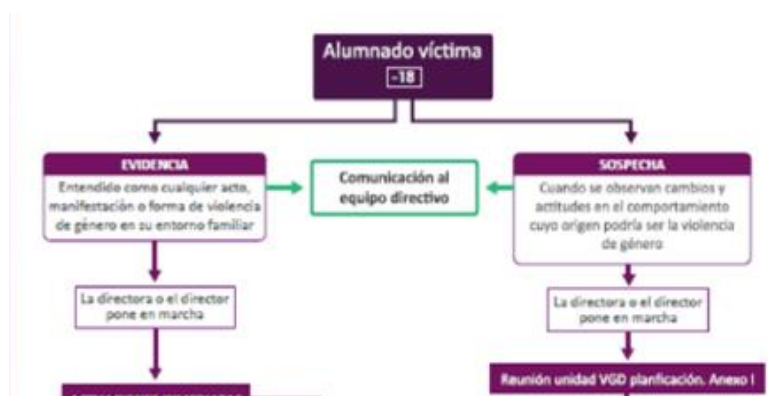 Alumnado víctima
-18
EVIDENCIA
Entendido como cualquier acto,
manifestación o forma de violencia
de género en su entorno familiar
Comunicación al
equipo directivo
SOSPECHA
Cuando se observan cambios y
actitudes en el comportamiento
cuyo origen podría ser la violencia
de género
La directora o el director
pone en marcha
La directora o el director
pone en marcha
Reunión unidad VGD planficación. Anexo I